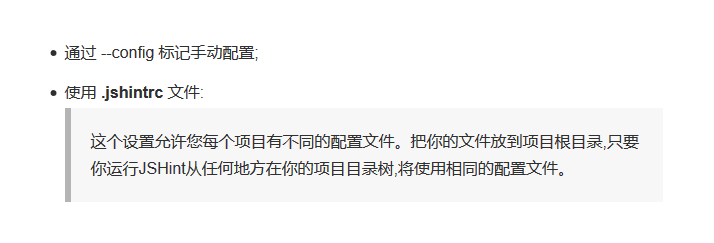 通过 --config 标记手动配置;
使用 .jshintrc 文件:
这个设置允许您每个项目有不同的配置文件。把你的文件放到项目根目录,只要
你运行JSHint从任何地方在你的项目目录树,将使用相同的配置文件。